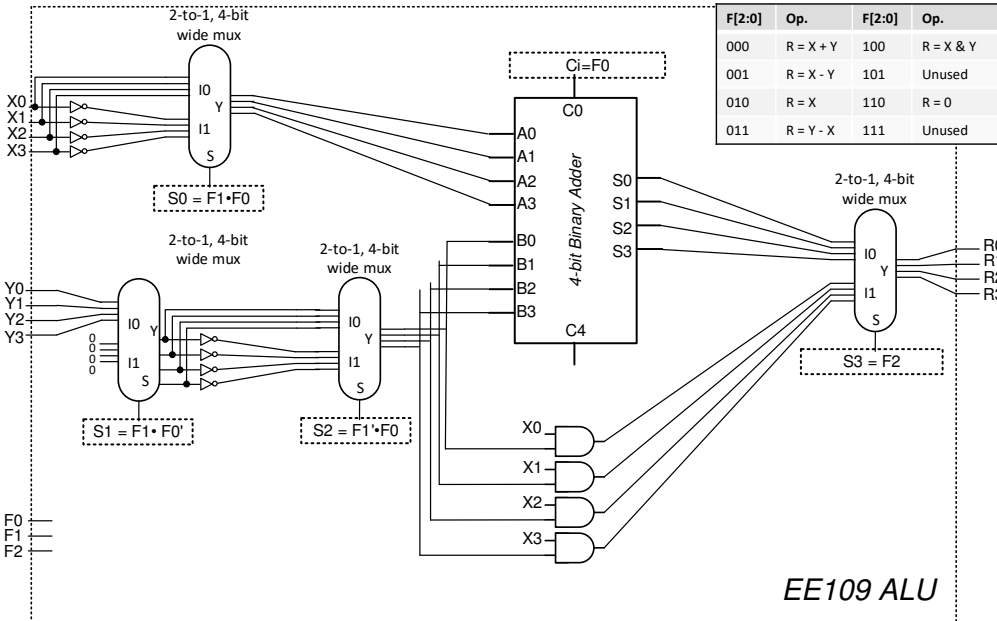 2-to-1, 4-bit
wide mux
F[2:0] Op. F[2:0] Op.
000 R = X + Y 100 R = X & Y
001 R = X - Y 101 Unused
010 R = X 110 R = 0
011 R = Y - X 111 Unused
Ci=F0
C0
X0
X1
X2
X3
I0
Y
I1
S
S0 = F1•F0
A0
A1
A2
A3
B0
B1
B2
B3
4-bit Binary Adder
S0
S1
S2
S3
C4
2-to-1, 4-bit
wide mux
I0
Y
I1
S
S3 = F2
R0
R1
R2
R3
2-to-1, 4-bit
wide mux
2-to-1, 4-bit
wide mux
Y0
Y1
Y2
Y3
0
0
0
0
I0
Y
I1
S
S1 = F1• F0'
I0
Y
I1
S
S2 = F1'•F0
X0
X1
X2
X3
F0
F1
F2
EE109 ALU